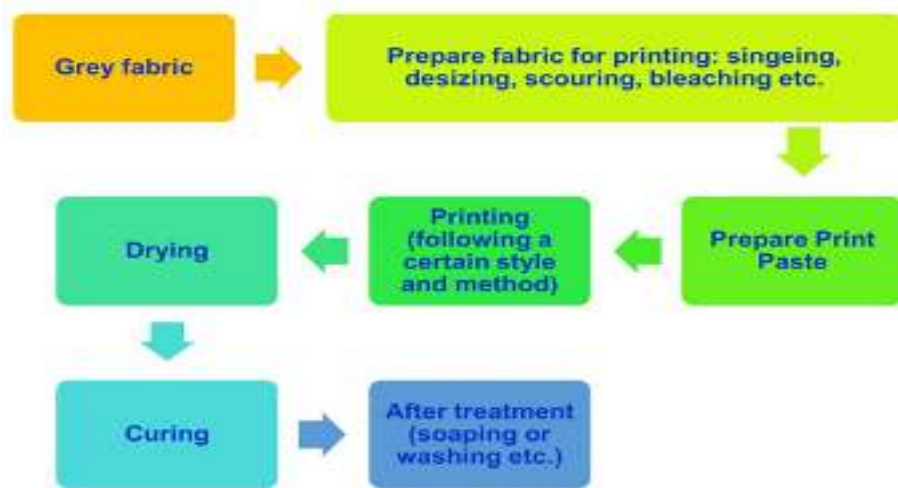 Grey fabric
Prepare fabric for printing: singeing,
desizing, scouring, bleaching etc.
Prepare Print
Paste
Printing
(following a
certain style
and method)
Drying
Curing
After treatment
(soaping or
washing etc.)